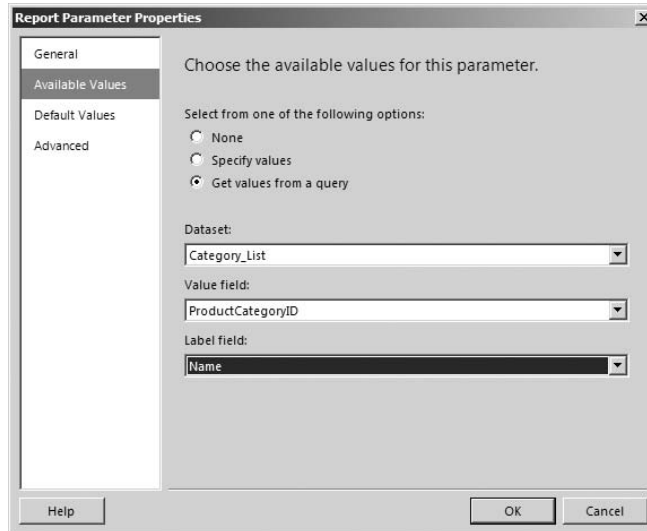 Report Parameter Properties
General
Available Values
Default Values
Advanced
Choose the available values for this parameter.
Select from one of the following options:
None
Specify values
Get values from a query
Dataset:
Category_List
Value field:
ProductCategoryID
Label field:
Name
Help
OK
Cancel